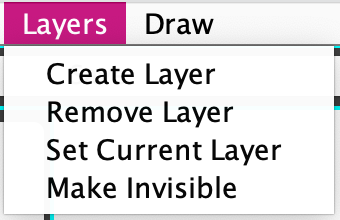 Layers Draw
Create Layer
Remove Layer
Set Current Layer
Make Invisible